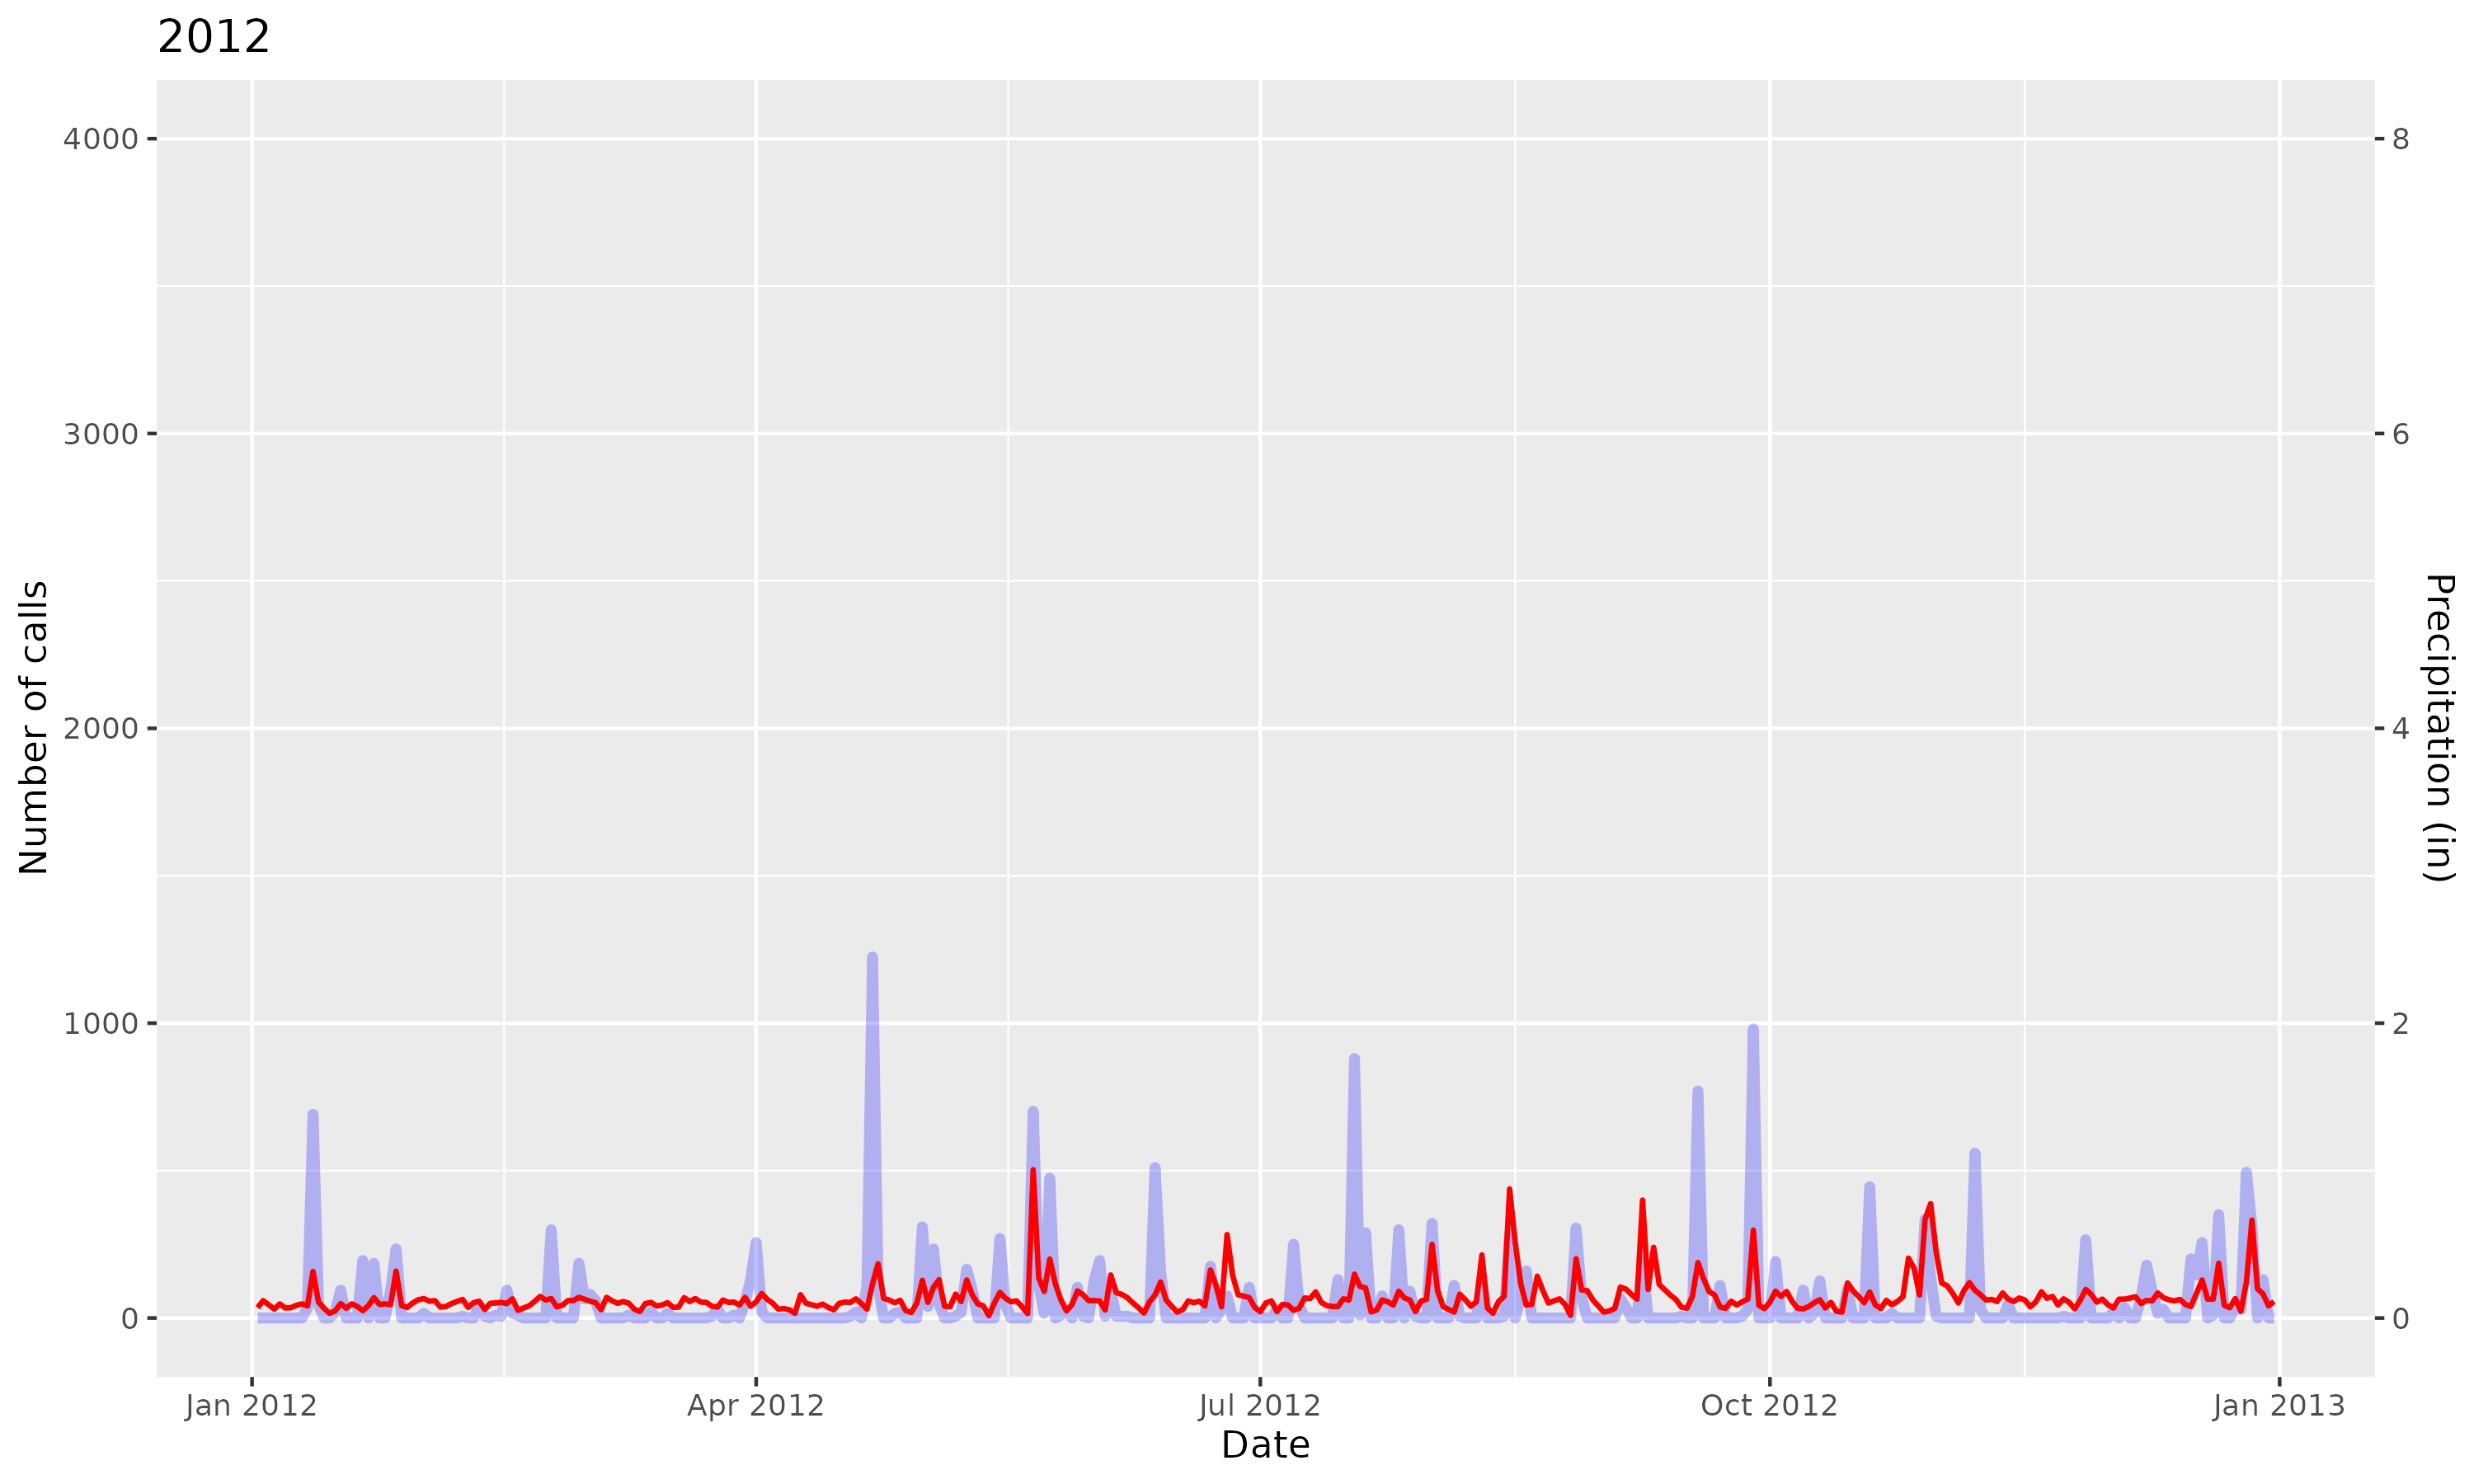 2012
4000
3000
2000
1000
0
8
6
4
2
0
Number of calls
Precipitation (in)
Jan 2012
Apr 2012
Jul 2012
Oct 2012
Jan 2013
Date